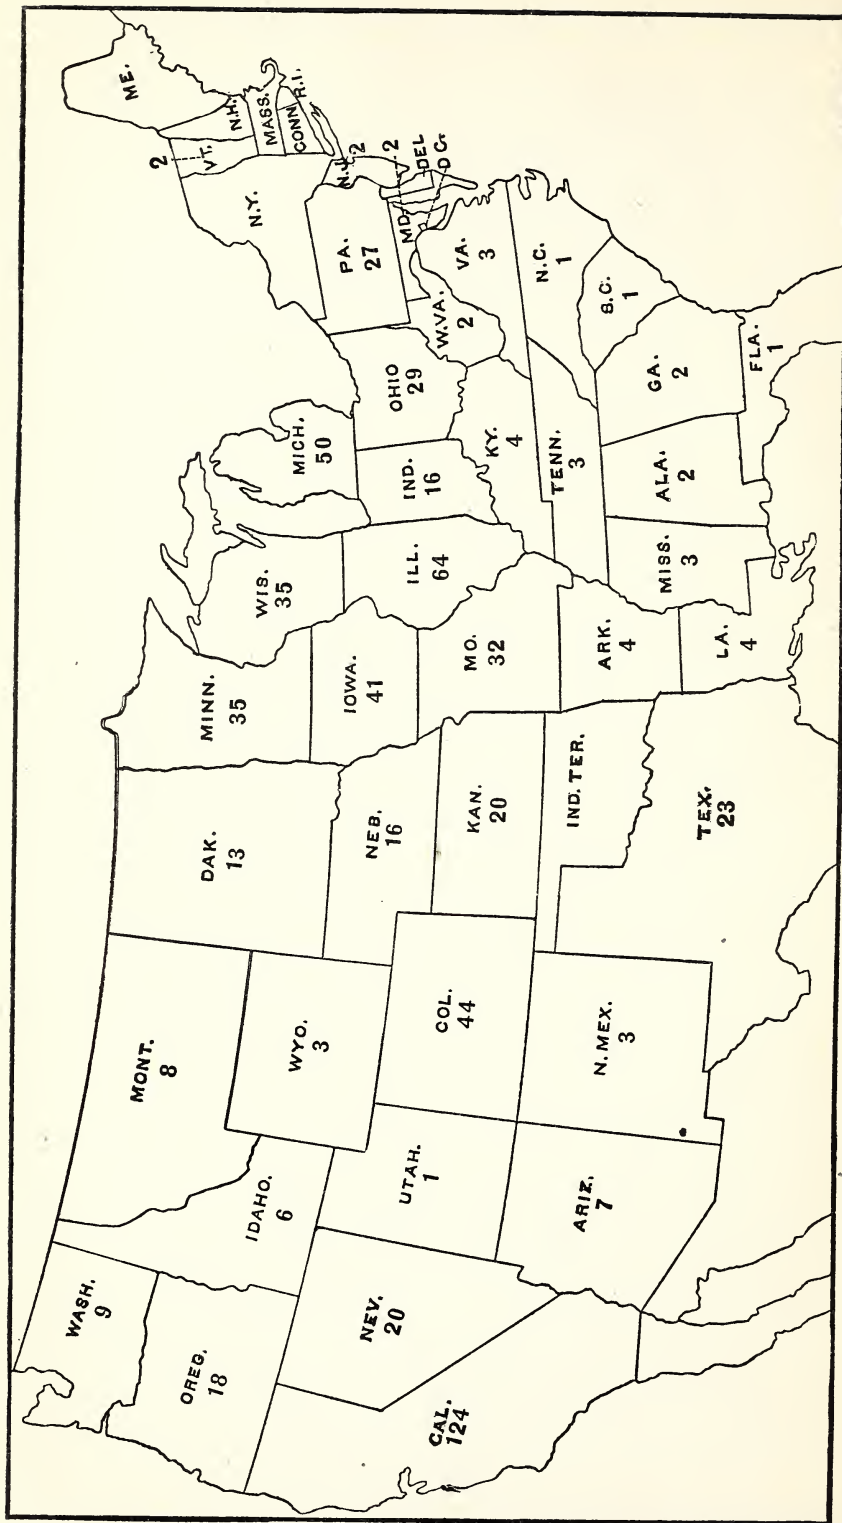 WASH.
9
OREG.
18
CAL.
124
NEV.
20
IDAHO.
6
MONT.
8
WYO.
3
UTAH.
1
ARIZ.
7
COL.
44
N.MEX.
3
DAK.
13
NEB.
16
KAN.
20
IND.TER.
TEX.
23
MINN.
35
IOWA.
41
MO.
32
ARK.
4
LA.
4
WIS.
35
ILL.
64
MISS.
3
MICH.
50
IND.
16
OHIO
29
KY.
4
TENN.
3
ALA.
2
GA.
2
FLA.
1
S.C.
1
N.C.
1
VA.
3
W.VA.
2
PA.
27
N.Y.
VT.
2
N.H.
ME.
MASS.
CONN
R.I.
N.J.
2
MD.
2
DEL
D C.